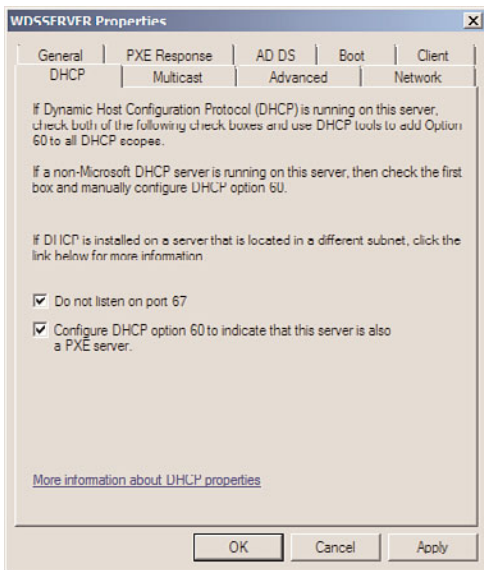 WDSSERVER Properties
General
PXE Response
AD DS
Boot
Client
DHCP
Multicast
Advanced
Network
If Dynamic Host Configuration Protocol (DHCP) is running on this server,
check both of the following check boxes and use DHCP tools to add Option
60 to all DHCP scopes.
If a non-Microsoft DHCP server is running on this server, then check the first
box and manually configure DHCP option 60.
If DHCP is installed on a server that is located in a different subnet, click the
link below for more information
Do not listen on port 67
Configure DHCP option 60 to indicate that this server is also
a PXE server.
More information about DHCP properties
OK
Cancel
Apply